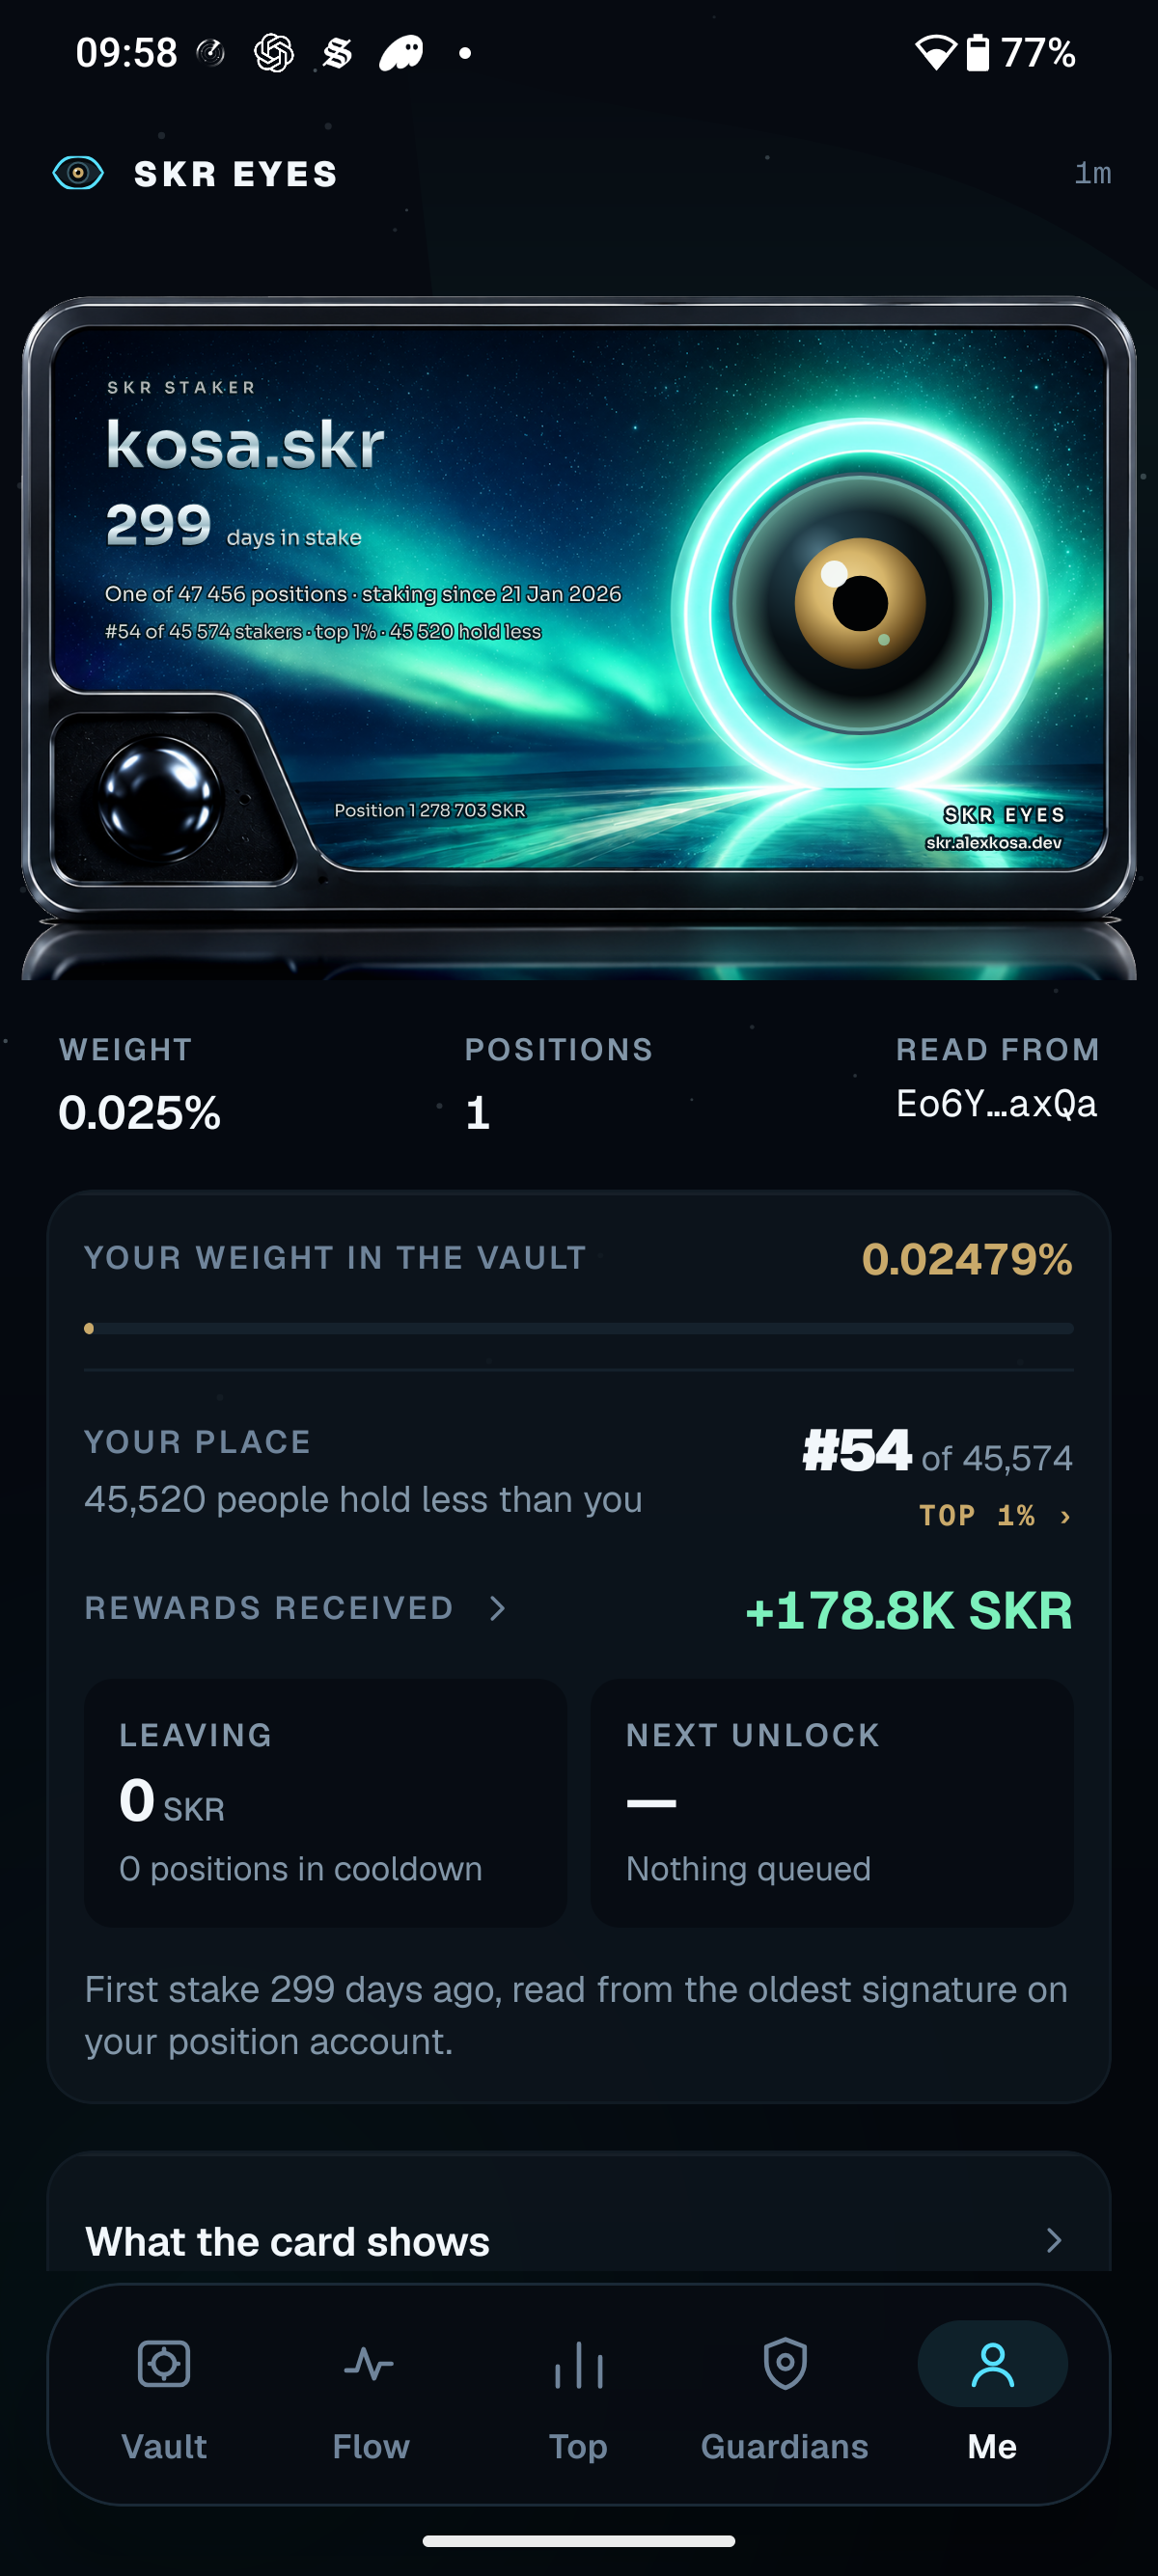 09:58
77%
SKR EYES
1m
SKR STAKER
kosa.skr
299 days in stake
One of 47 456 positions · staking since 21 Jan 2026
#54 of 45 574 stakers · top 1% · 45 520 hold less
Position 1 278 703 SKR
SKR EYES
skr.alexkosa.dev
WEIGHT
0.025%
POSITIONS
1
READ FROM
Eo6Y…axQa
YOUR WEIGHT IN THE VAULT
0.02479%
YOUR PLACE
#54 of 45,574
45,520 people hold less than you
TOP 1% ›
REWARDS RECEIVED
+178.8K SKR
LEAVING
0 SKR
0 positions in cooldown
NEXT UNLOCK
—
Nothing queued
First stake 299 days ago, read from the oldest signature on
your position account.
What the card shows
Vault
Flow
Top
Guardians
Me